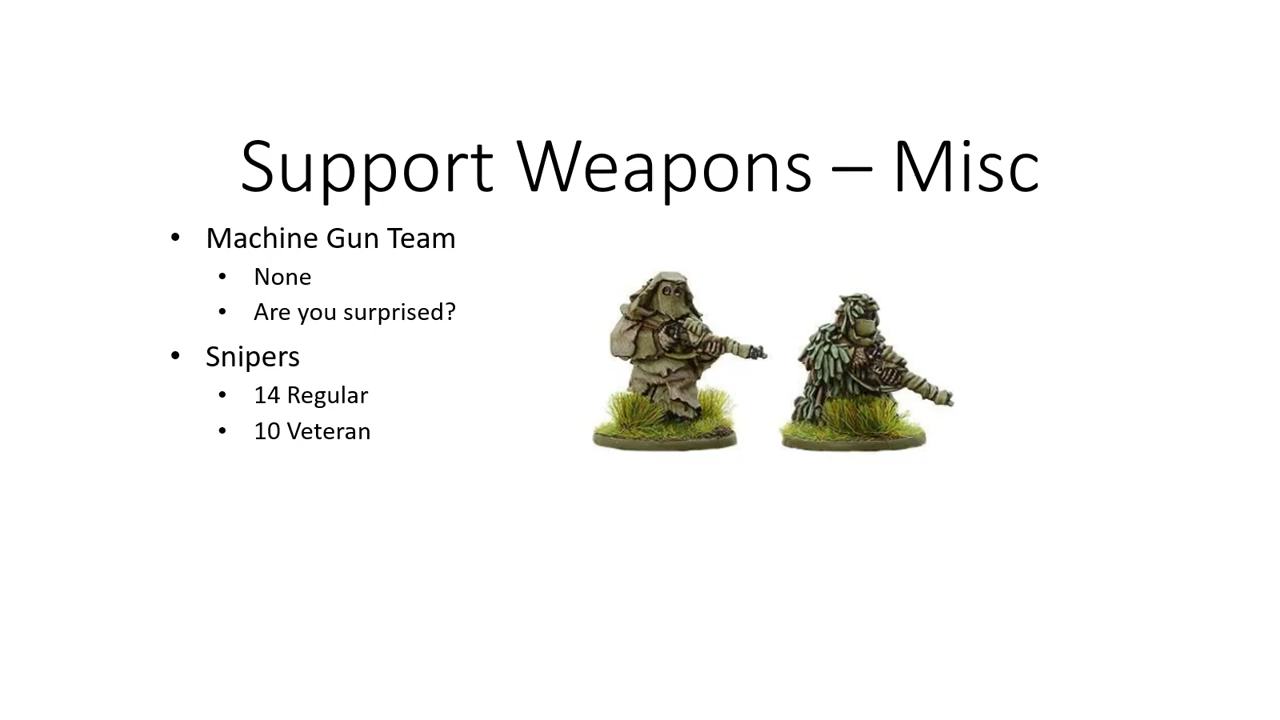 Support Weapons – Misc
• Machine Gun Team
• None
• Are you surprised?
• Snipers
• 14 Regular
• 10 Veteran